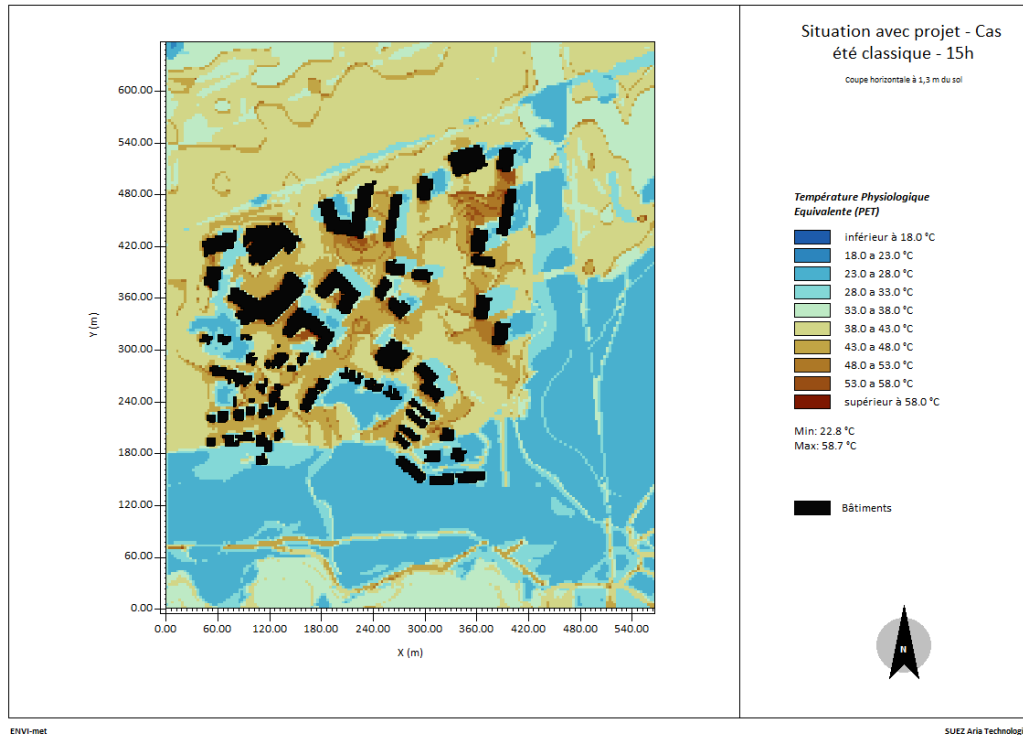 Situation avec projet - Cas
été classique - 15h
Coupe horizontale à 1,3 m du sol
600.00
540.00
480.00
420.00
360.00
300.00
240.00
180.00
120.00
60.00
0.00
Y (m)
0.00 60.00 120.00 180.00 240.00 300.00 360.00 420.00 480.00 540.00
X (m)
Température Physiologique
Equivalente (PET)
inférieur à 18.0 °C
18.0 a 23.0 °C
23.0 a 28.0 °C
28.0 a 33.0 °C
33.0 a 38.0 °C
38.0 a 43.0 °C
43.0 a 48.0 °C
48.0 a 53.0 °C
53.0 a 58.0 °C
supérieur à 58.0 °C
Min: 22.8 °C
Max: 58.7 °C
Bâtiments
N
ENVI-met
SUEZ Aria Technologi